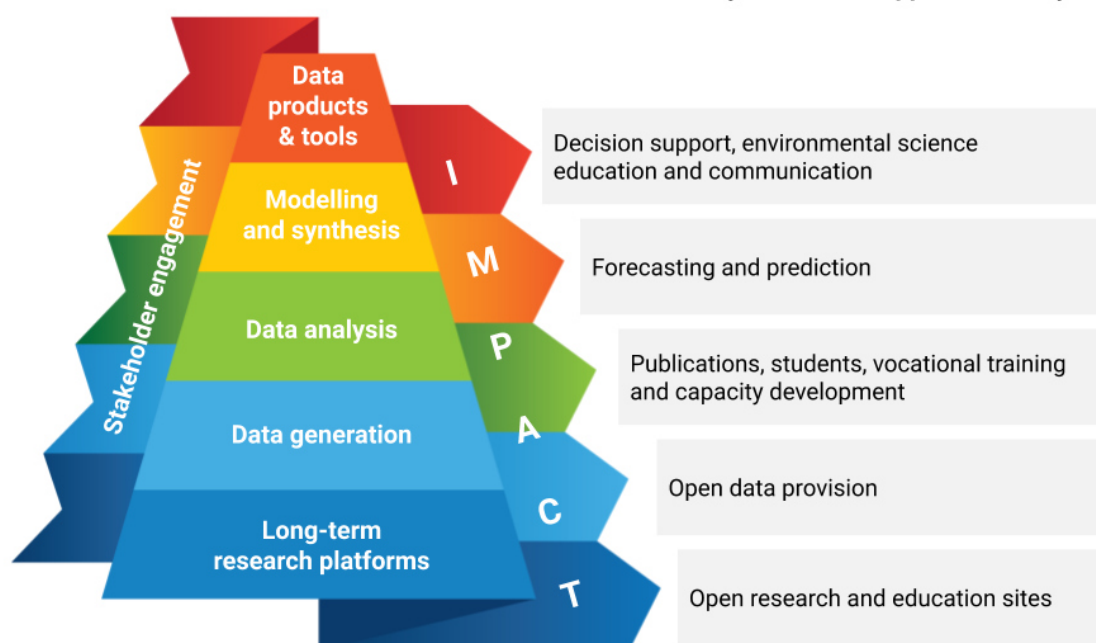 Data
products
& tools
Modelling
and synthesis
Data analysis
Data generation
Long-term
research platforms
Stakeholder engagement
I
M
P
A
C
T
Decision support, environmental science
education and communication
Forecasting and prediction
Publications, students, vocational training
and capacity development
Open data provision
Open research and education sites